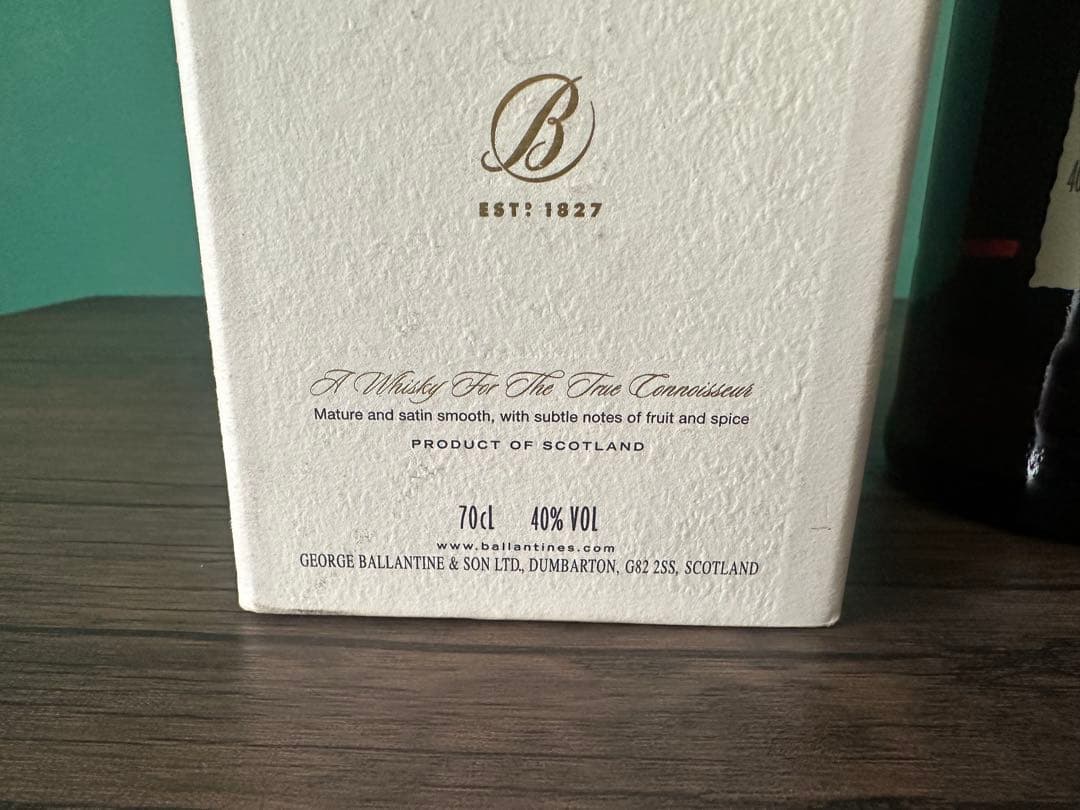 B
EST: 1827
A Whisky For The True Connoisseur
Mature and satin smooth, with subtle notes of fruit and spice
PRODUCT OF SCOTLAND
70cl 40% VOL
www.ballantines.com
GEORGE BALLANTINE & SON LTD., DUMBARTON, G82 2SS, SCOTLAND